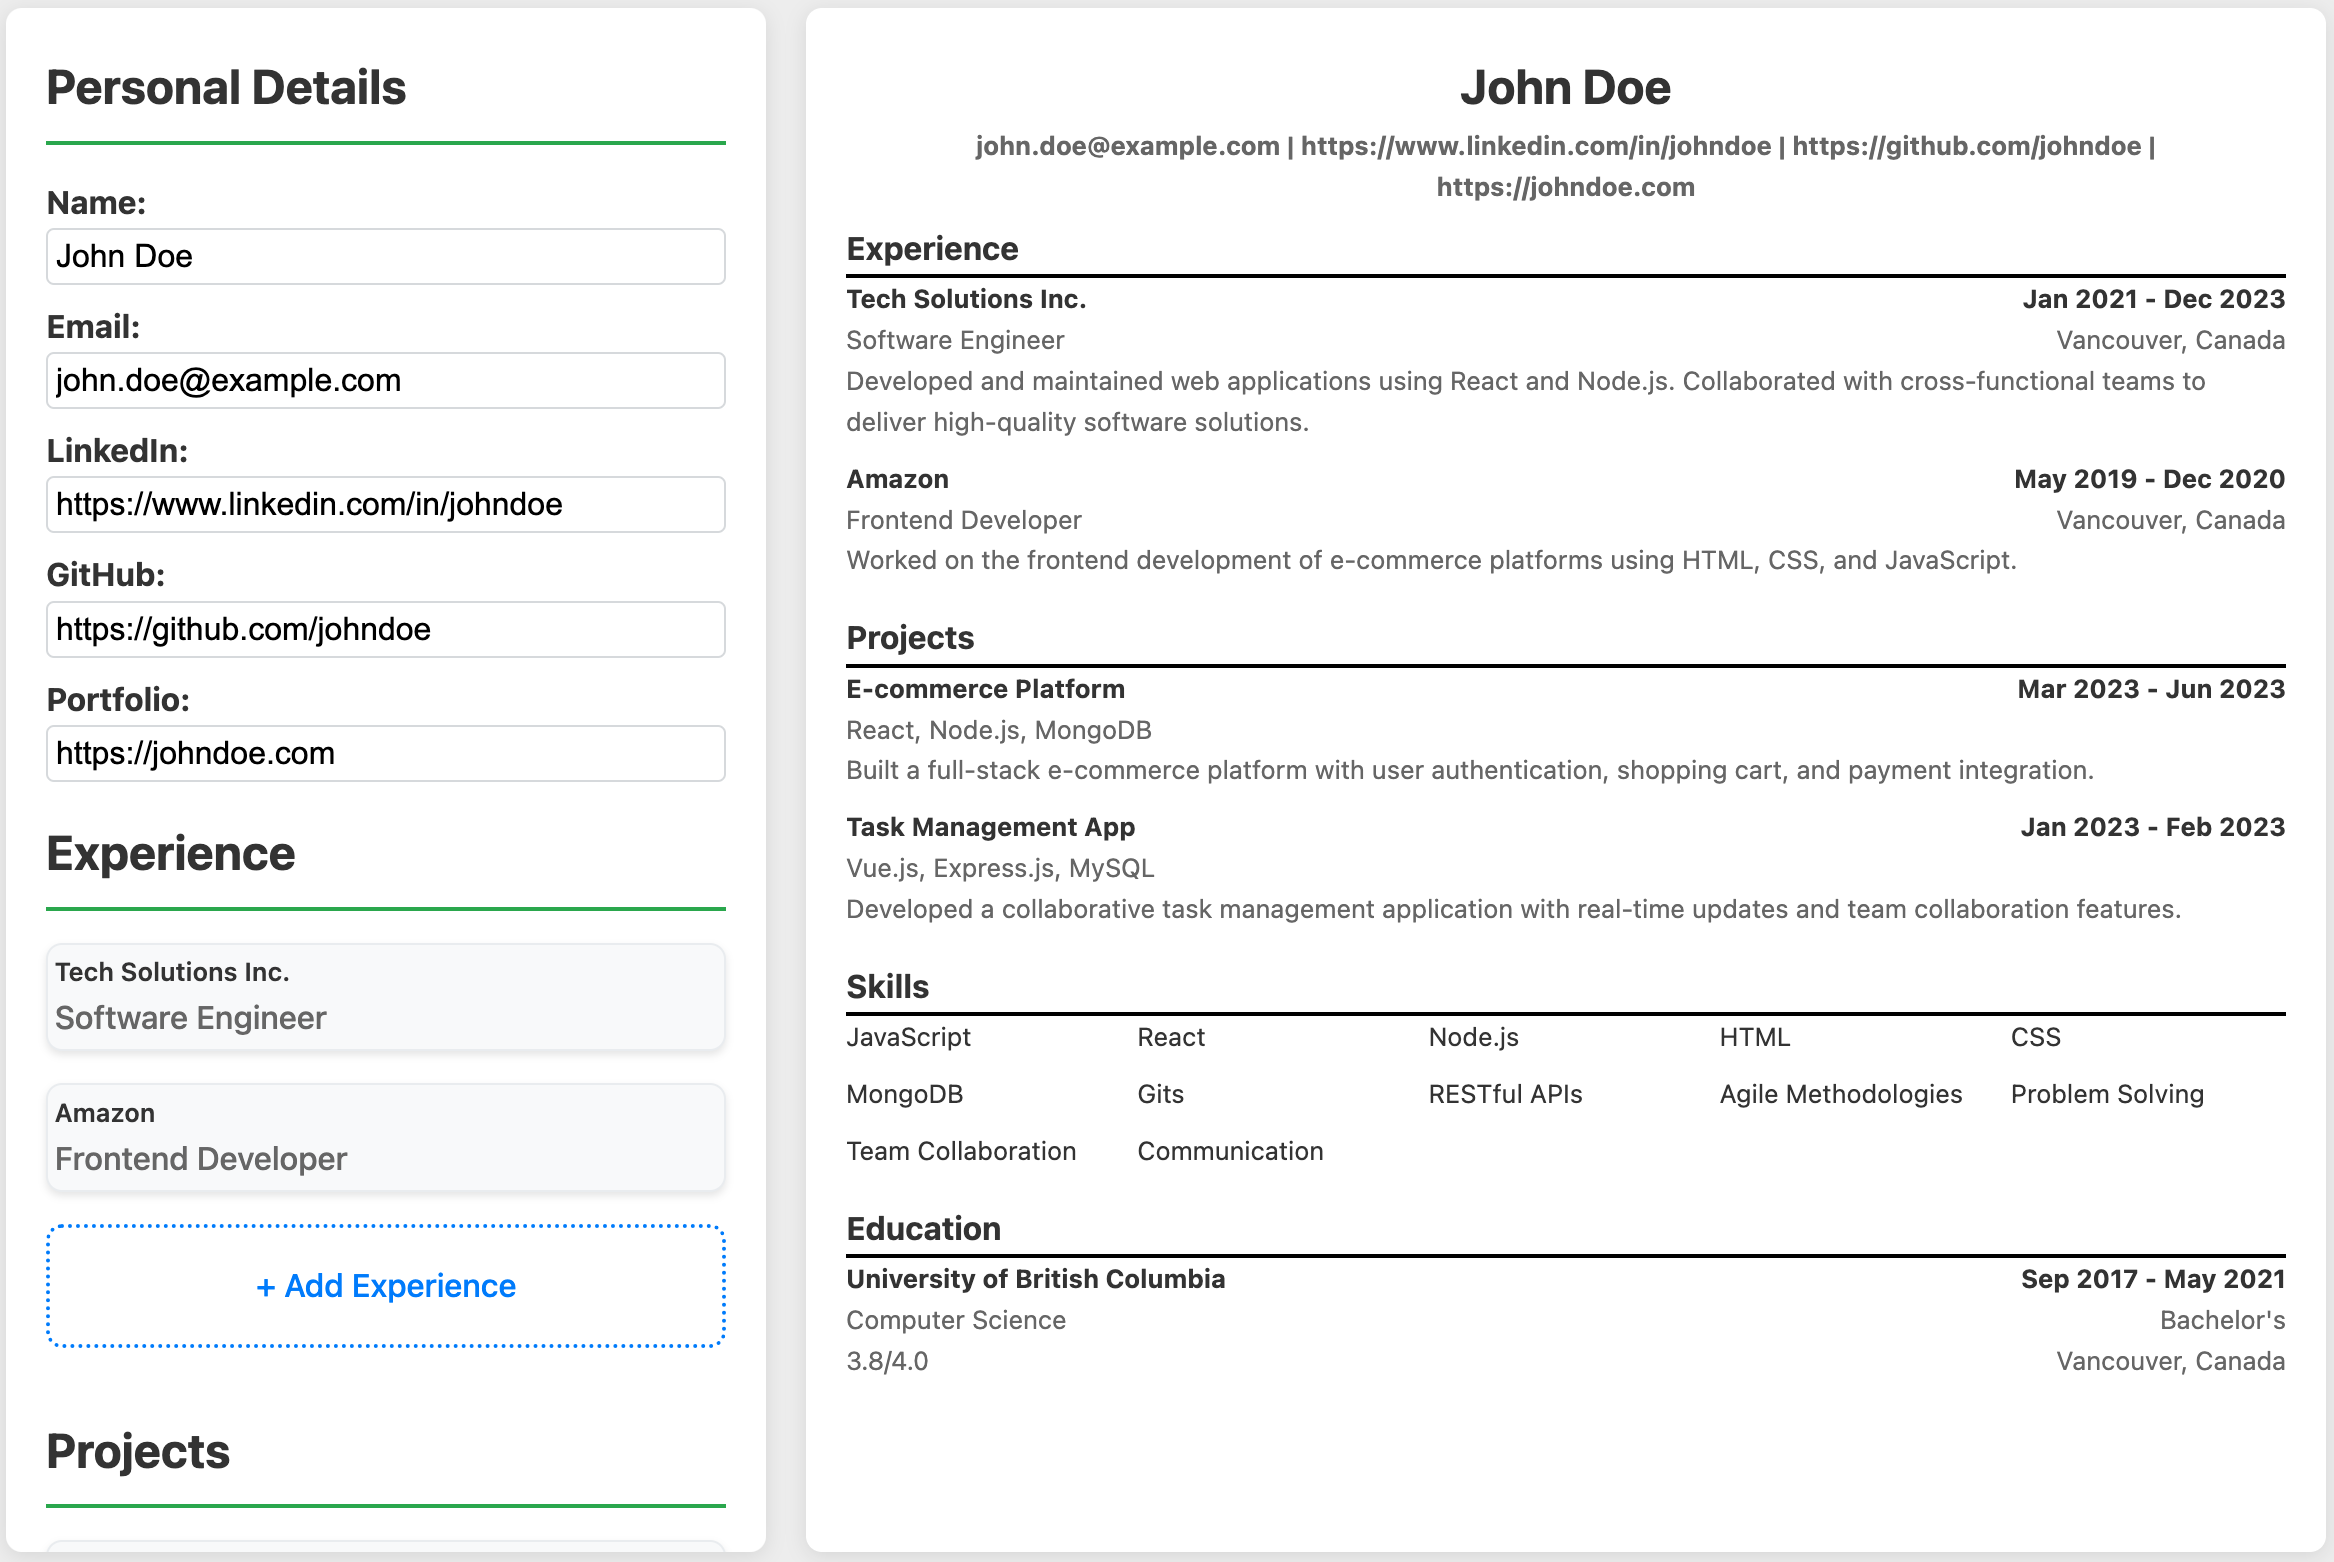 Personal Details
Name:
John Doe
Email:
john.doe@example.com
LinkedIn:
https://www.linkedin.com/in/johndoe
GitHub:
https://github.com/johndoe
Portfolio:
https://johndoe.com
Experience
Tech Solutions Inc.
Software Engineer
Amazon
Frontend Developer
+ Add Experience
Projects
John Doe
john.doe@example.com | https://www.linkedin.com/in/johndoe | https://github.com/johndoe |
https://johndoe.com
Experience
Tech Solutions Inc. Jan 2021 - Dec 2023
Software Engineer Vancouver, Canada
Developed and maintained web applications using React and Node.js. Collaborated with cross-functional teams to
deliver high-quality software solutions.
Amazon May 2019 - Dec 2020
Frontend Developer Vancouver, Canada
Worked on the frontend development of e-commerce platforms using HTML, CSS, and JavaScript.
Projects
E-commerce Platform Mar 2023 - Jun 2023
React, Node.js, MongoDB
Built a full-stack e-commerce platform with user authentication, shopping cart, and payment integration.
Task Management App Jan 2023 - Feb 2023
Vue.js, Express.js, MySQL
Developed a collaborative task management application with real-time updates and team collaboration features.
Skills
JavaScript React Node.js HTML CSS
MongoDB Gits RESTful APIs Agile Methodologies Problem Solving
Team Collaboration Communication
Education
University of British Columbia Sep 2017 - May 2021
Computer Science Bachelor's
3.8/4.0 Vancouver, Canada